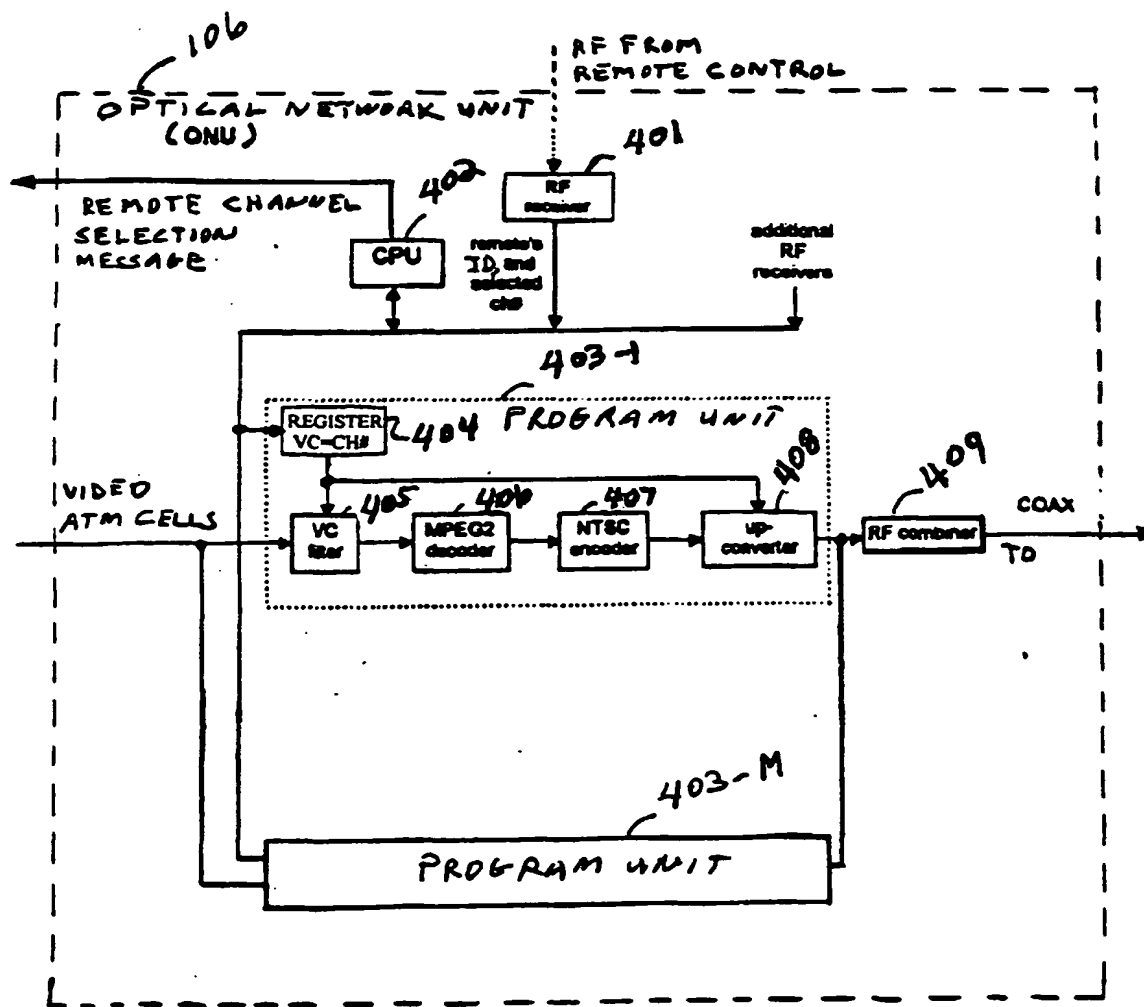 106
RF FROM
REMOTE CONTROL
OPTICAL NETWORK UNIT
(ONU)
401
402
RF
receiver
REMOTE CHANNEL
SELECTION
MESSAGE
CPU
remote's
ID, and
selected
ch#
additional
RF
receivers
403-1
REGISTER
VC=CH#
404
PROGRAM UNIT
408
409
VIDEO
ATM CELLS
405
406
407
COAX
VC
filter
MPEG2
decoder
NTSC
encoder
up-
converter
RF combiner
TO
403-M
PROGRAM UNIT